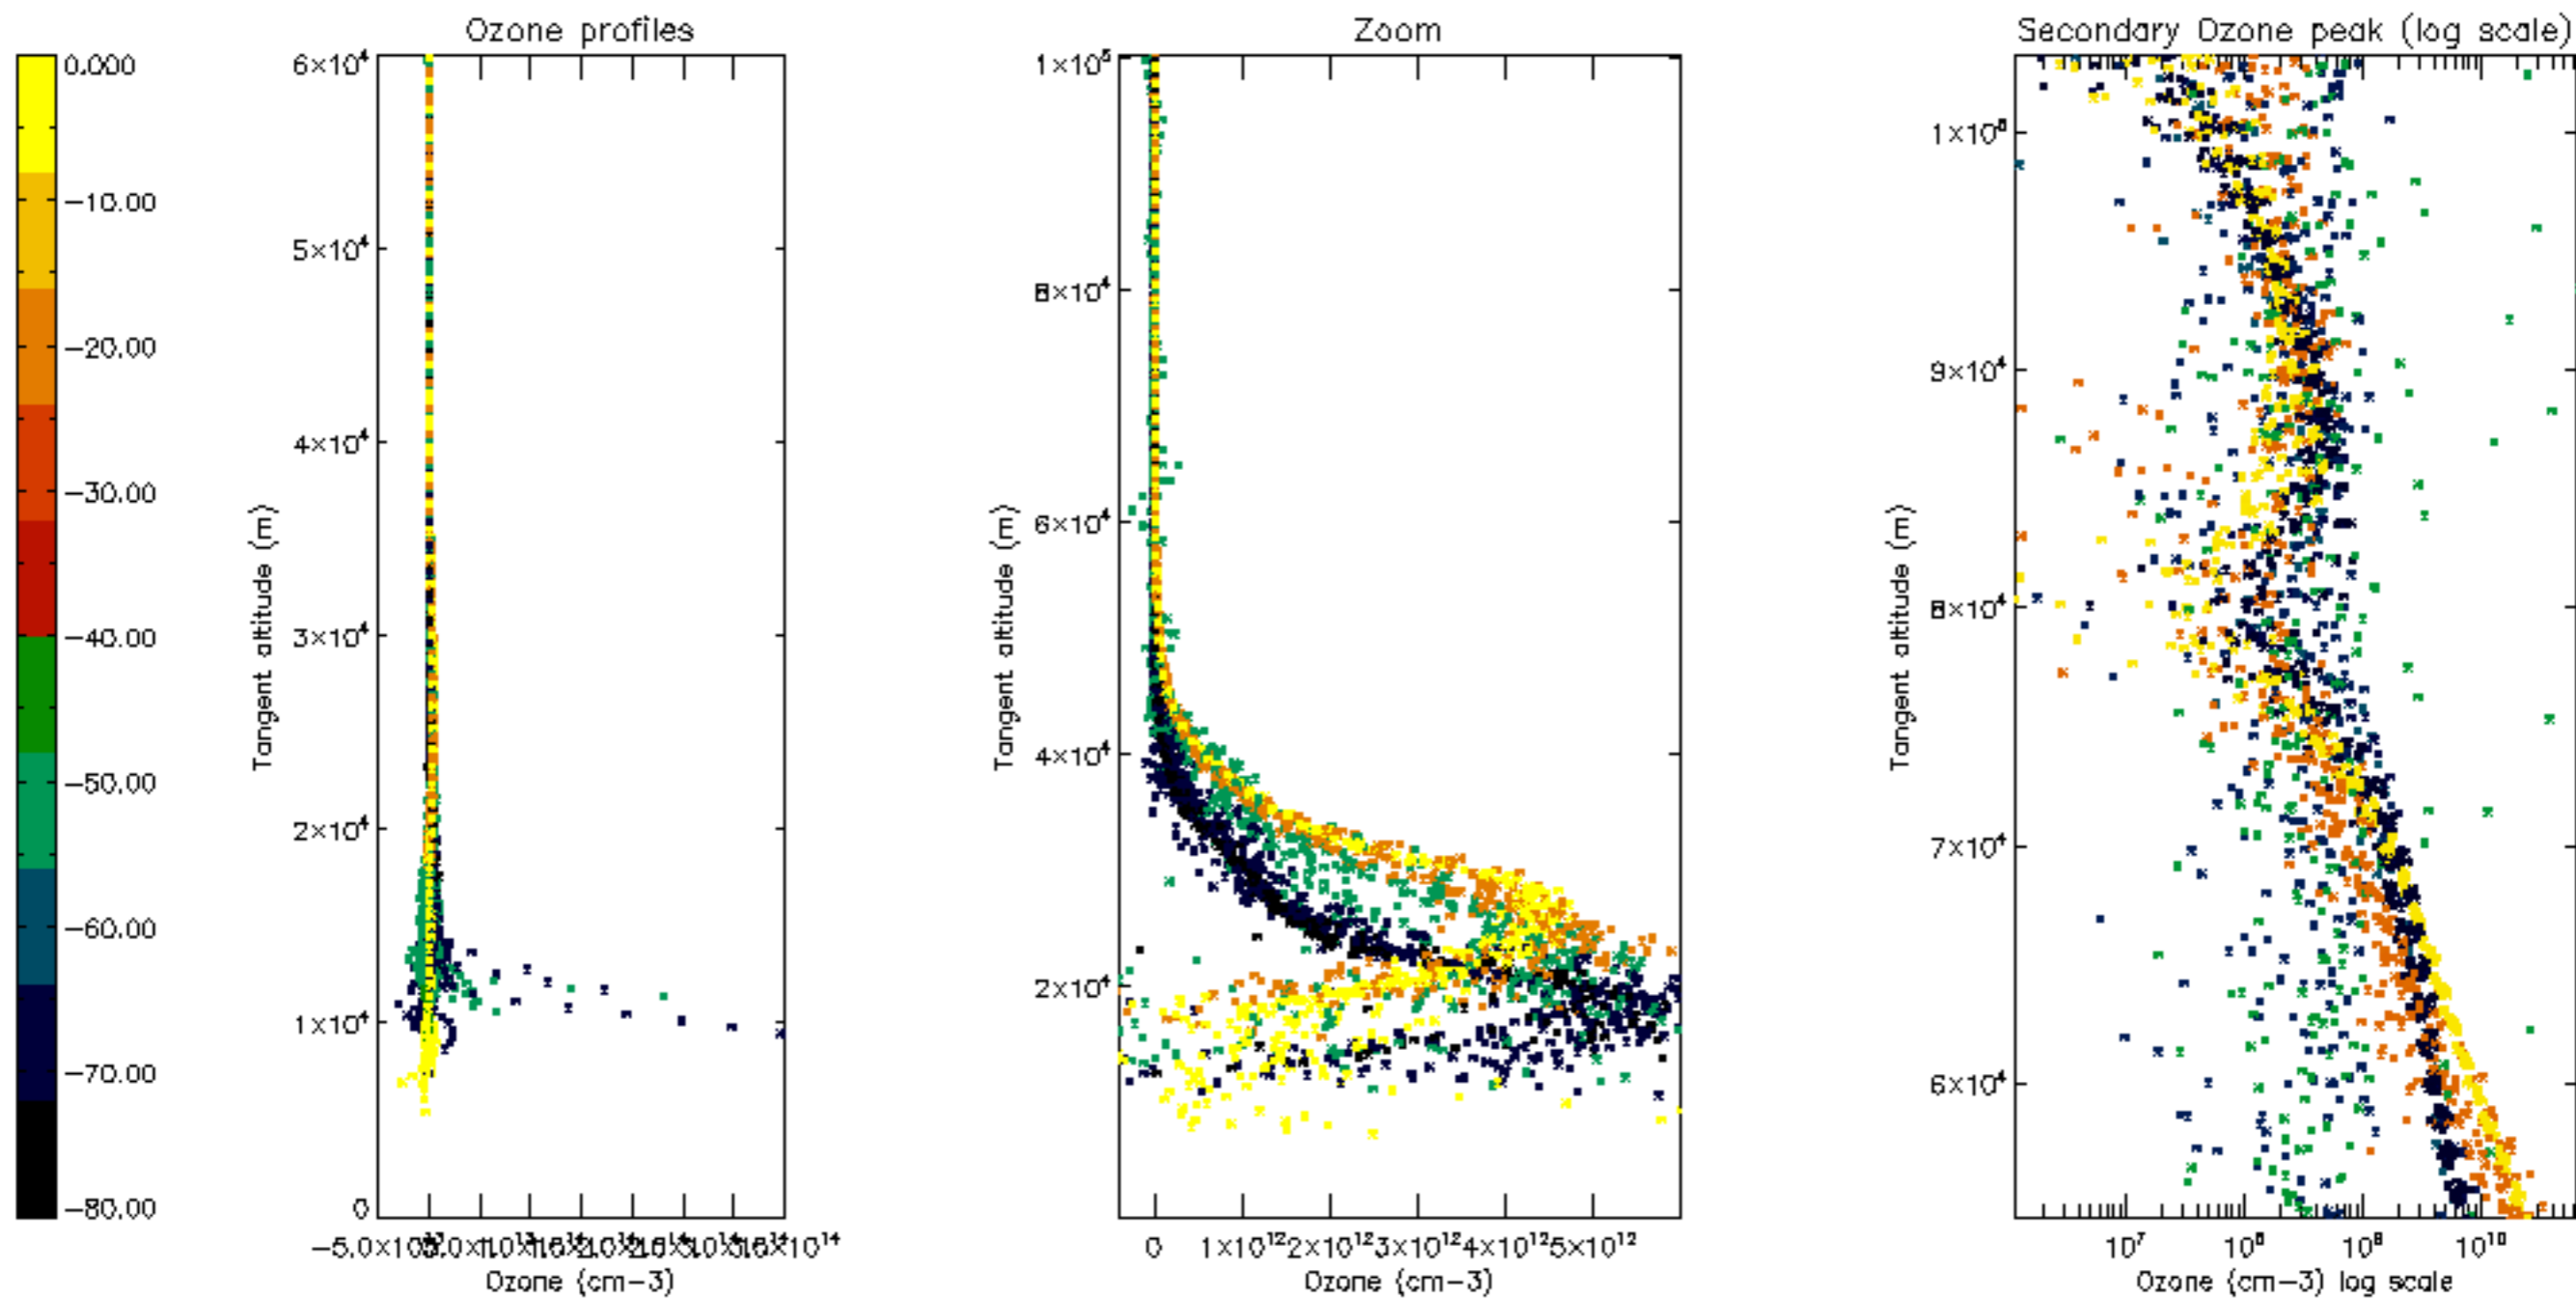 Ozone profiles
Zoom
Secondary Ozone peak (log scale)
0.000
−10.00
−20.00
−30.00
−40.00
−50.00
−60.00
−70.00
−80.00
6×10⁴
5×10⁴
4×10⁴
3×10⁴
2×10⁴
1×10⁴
0
Tangent altitude (m)
Ozone (cm−3)
1×10⁵
8×10⁴
6×10⁴
4×10⁴
2×10⁴
Tangent altitude (m)
0 1×10¹² 2×10¹² 3×10¹² 4×10¹² 5×10¹²
Ozone (cm−3)
9×10⁴
8×10⁴
7×10⁴
6×10⁴
Tangent altitude (m)
10⁷ 10⁸ 10⁹ 10¹⁰
Ozone (cm−3) log scale